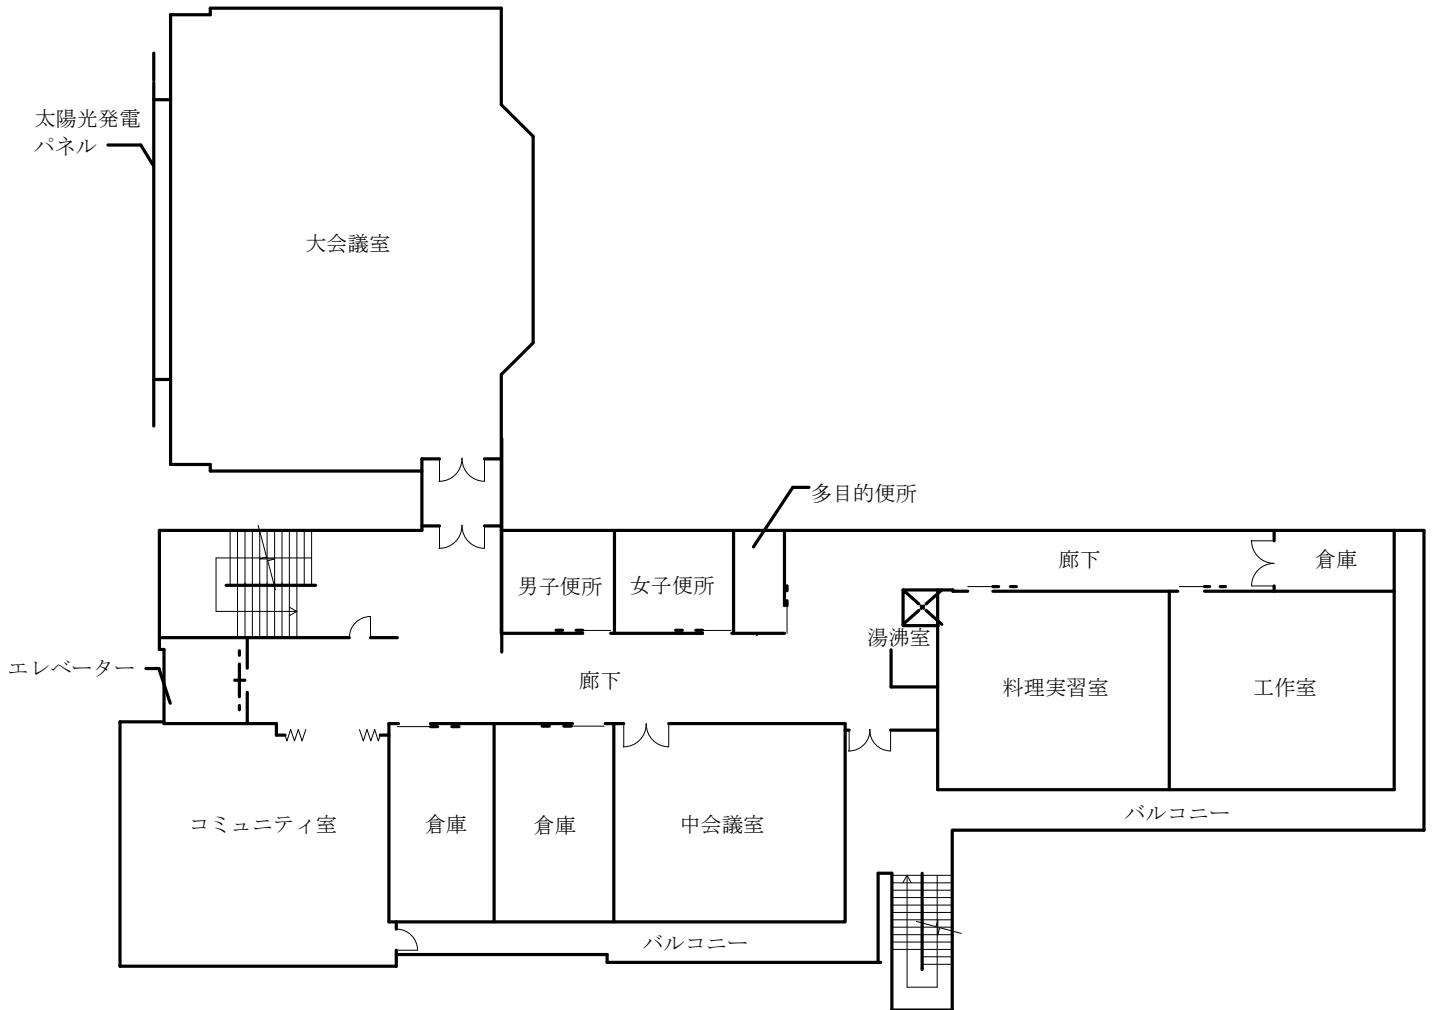 太陽光発電
パネル
大会議室
多目的便所
男子便所
女子便所
廊下
倉庫
湯沸室
エレベーター
廊下
料理実習室
工作室
コミュニティ室
倉庫
倉庫
中会議室
バルコニー
バルコニー